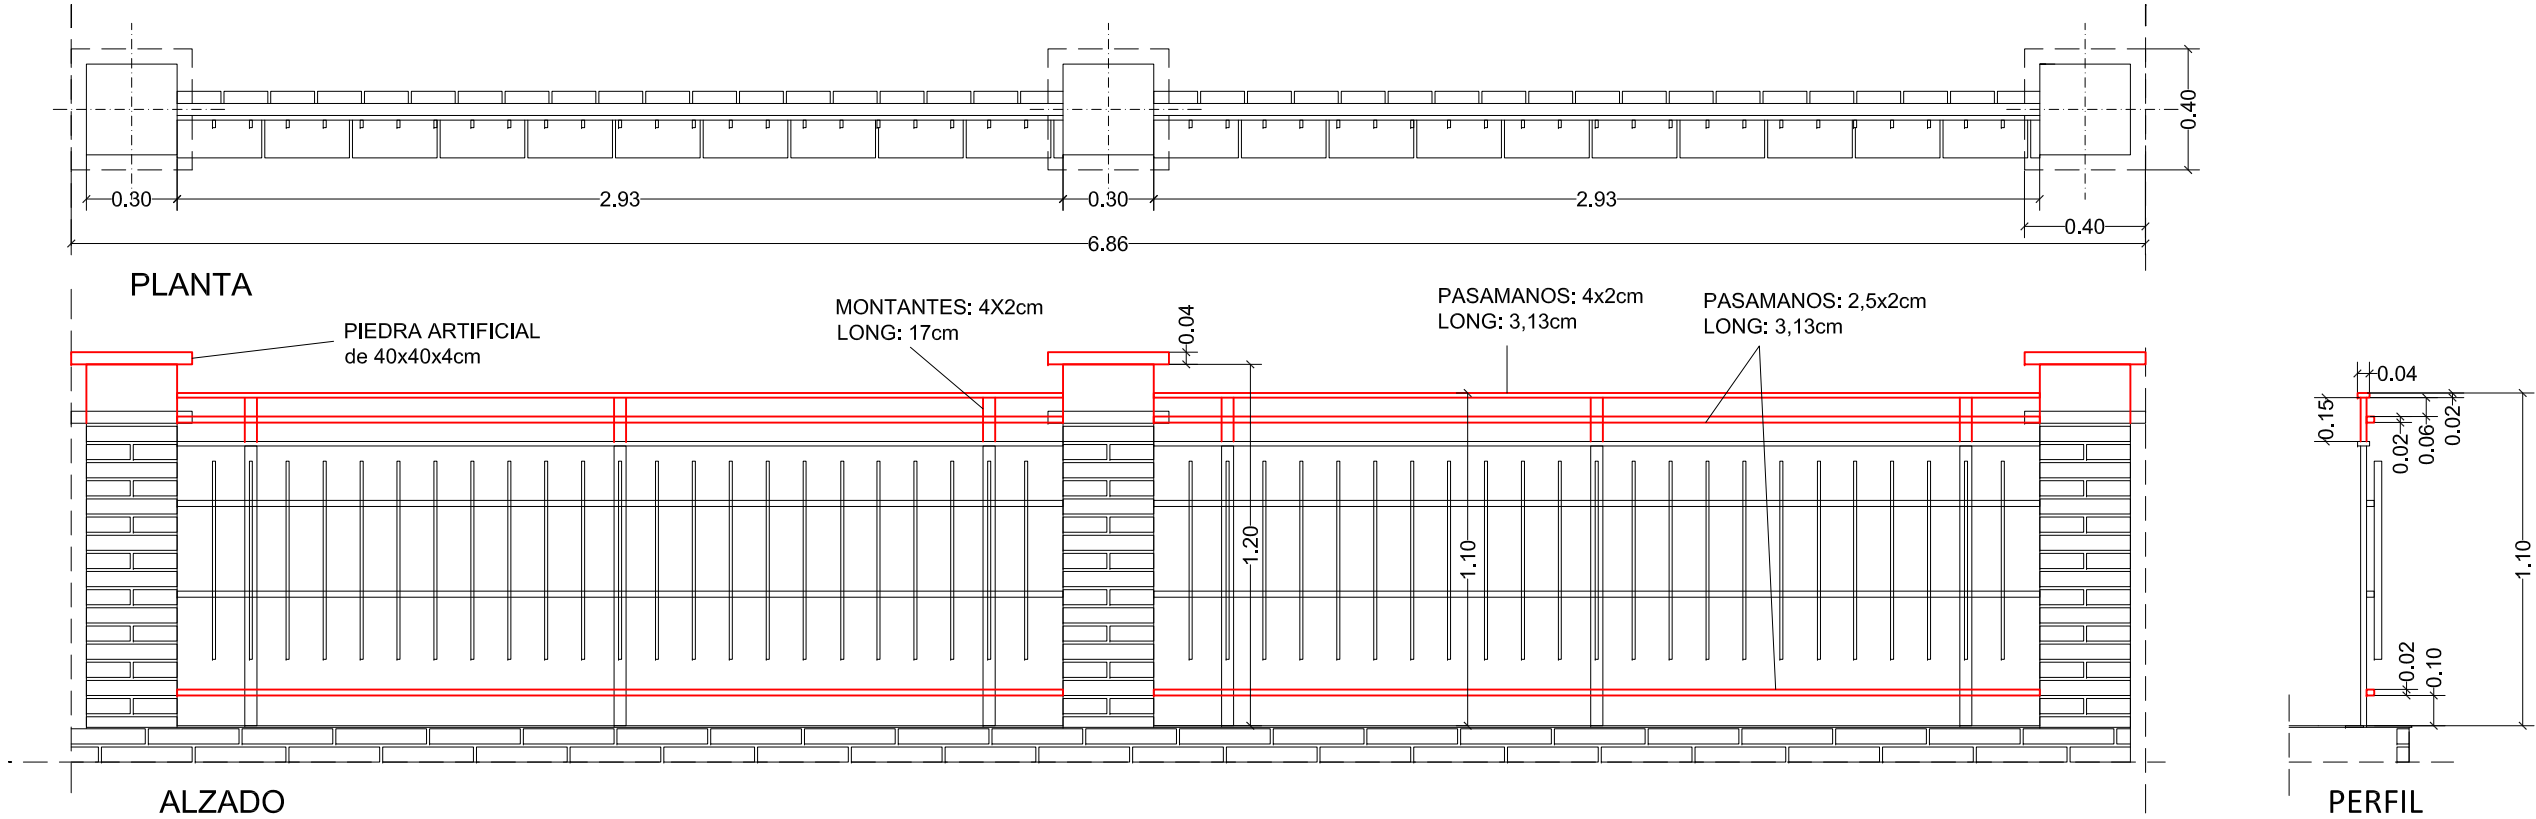 0.40
0.30
2.93
0.30
2.93
0.40
6.86
PLANTA
PIEDRA ARTIFICIAL
de 40x40x4cm
MONTANTES: 4X2cm
LONG: 17cm
0.04
PASAMANOS: 4x2cm
LONG: 3,13cm
PASAMANOS: 2,5x2cm
LONG: 3,13cm
1.20
1.10
ALZADO
0.04
0.15
0.02
0.06
0.02
1.10
0.02
0.10
PERFIL